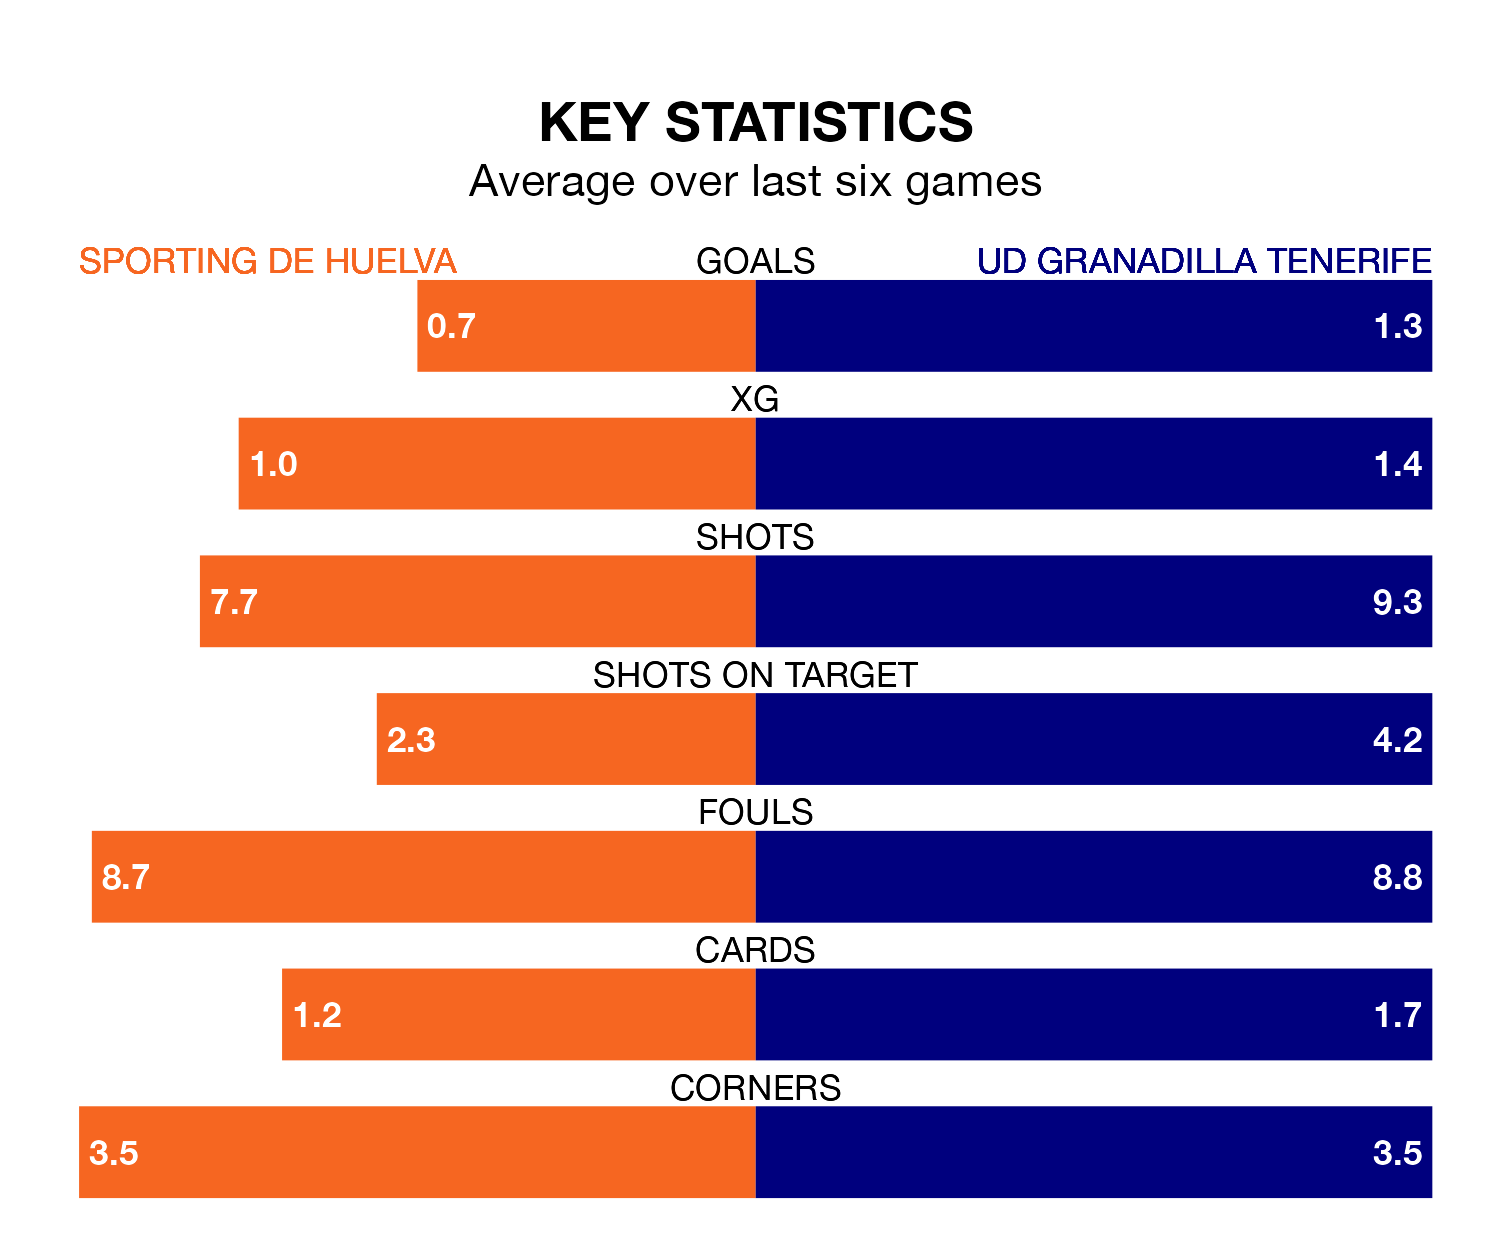 KEY STATISTICS
Average over last six games
SPORTING DE HUELVA GOALS UD GRANADILLA TENERIFE
0.7 1.3
XG
1.0 1.4
SHOTS
7.7 9.3
SHOTS ON TARGET
2.3 4.2
FOULS
8.7 8.8
CARDS
1.2 1.7
CORNERS
3.5 3.5